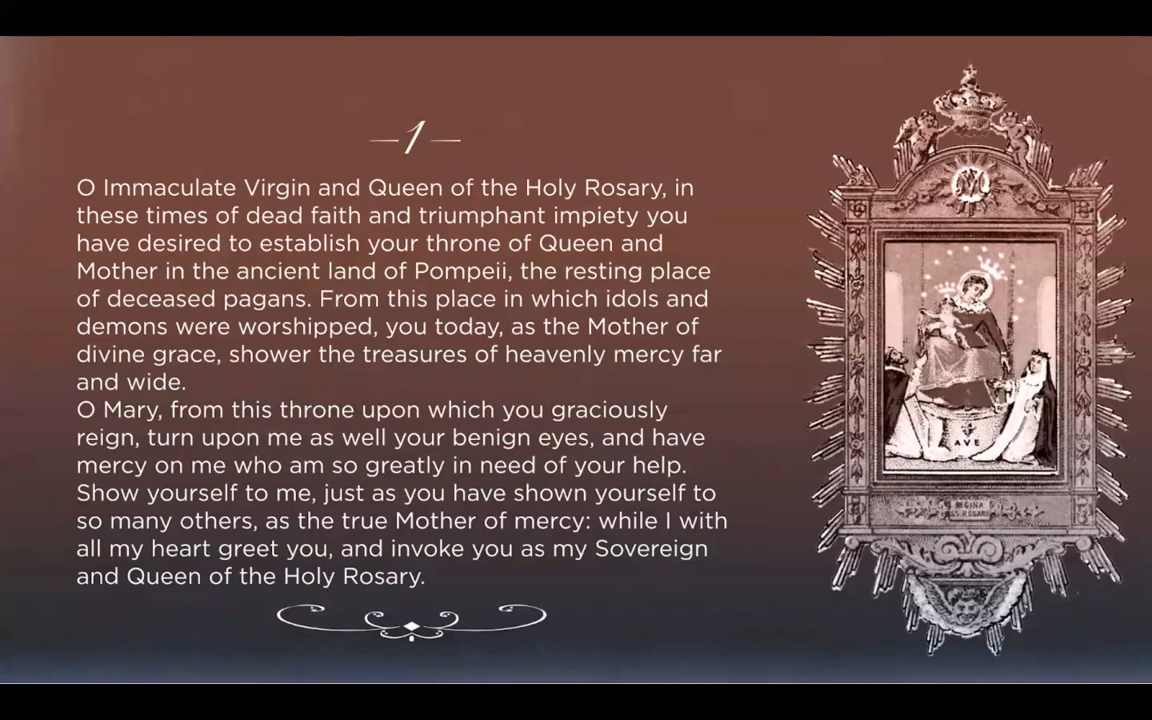 1
O Immaculate Virgin and Queen of the Holy Rosary, in
these times of dead faith and triumphant impiety you
have desired to establish your throne of Queen and
Mother in the ancient land of Pompeii, the resting place
of deceased pagans. From this place in which idols and
demons were worshipped, you today, as the Mother of
divine grace, shower the treasures of heavenly mercy far
and wide.
O Mary, from this throne upon which you graciously
reign, turn upon me as well your benign eyes, and have
mercy on me who am so greatly in need of your help.
Show yourself to me, just as you have shown yourself to
so many others, as the true Mother of mercy: while I with
all my heart greet you, and invoke you as my Sovereign
and Queen of the Holy Rosary.
AVE
REGINA